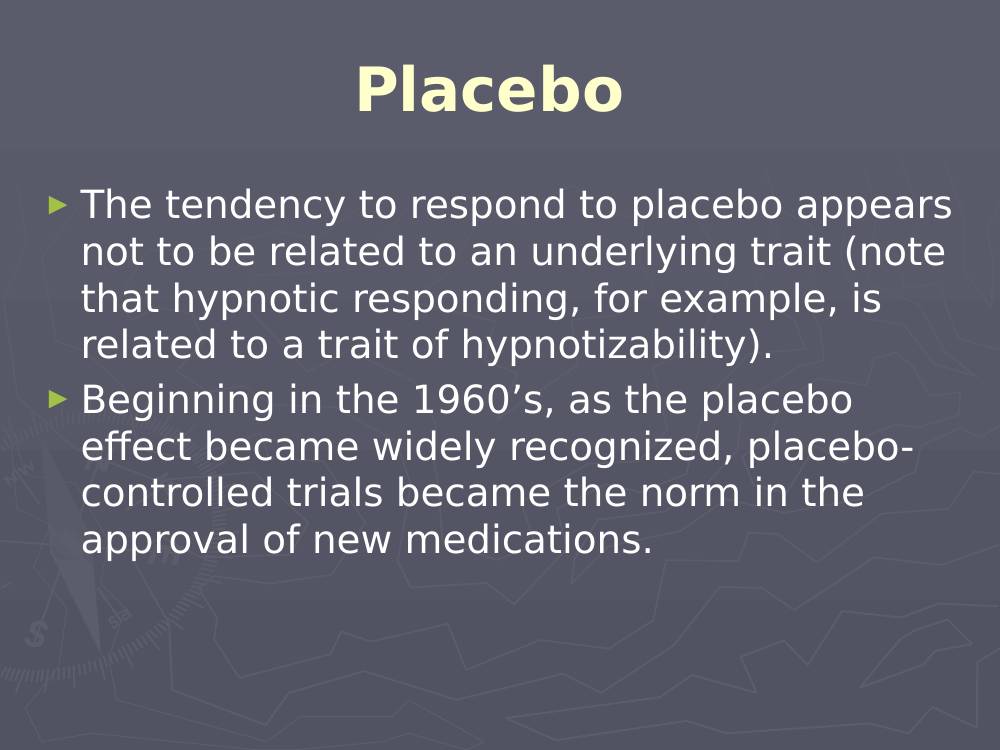 Placebo
► The tendency to respond to placebo appears
not to be related to an underlying trait (note
that hypnotic responding, for example, is
related to a trait of hypnotizability).
► Beginning in the 1960’s, as the placebo
effect became widely recognized, placebo-
controlled trials became the norm in the
approval of new medications.
NW
N
S
SE